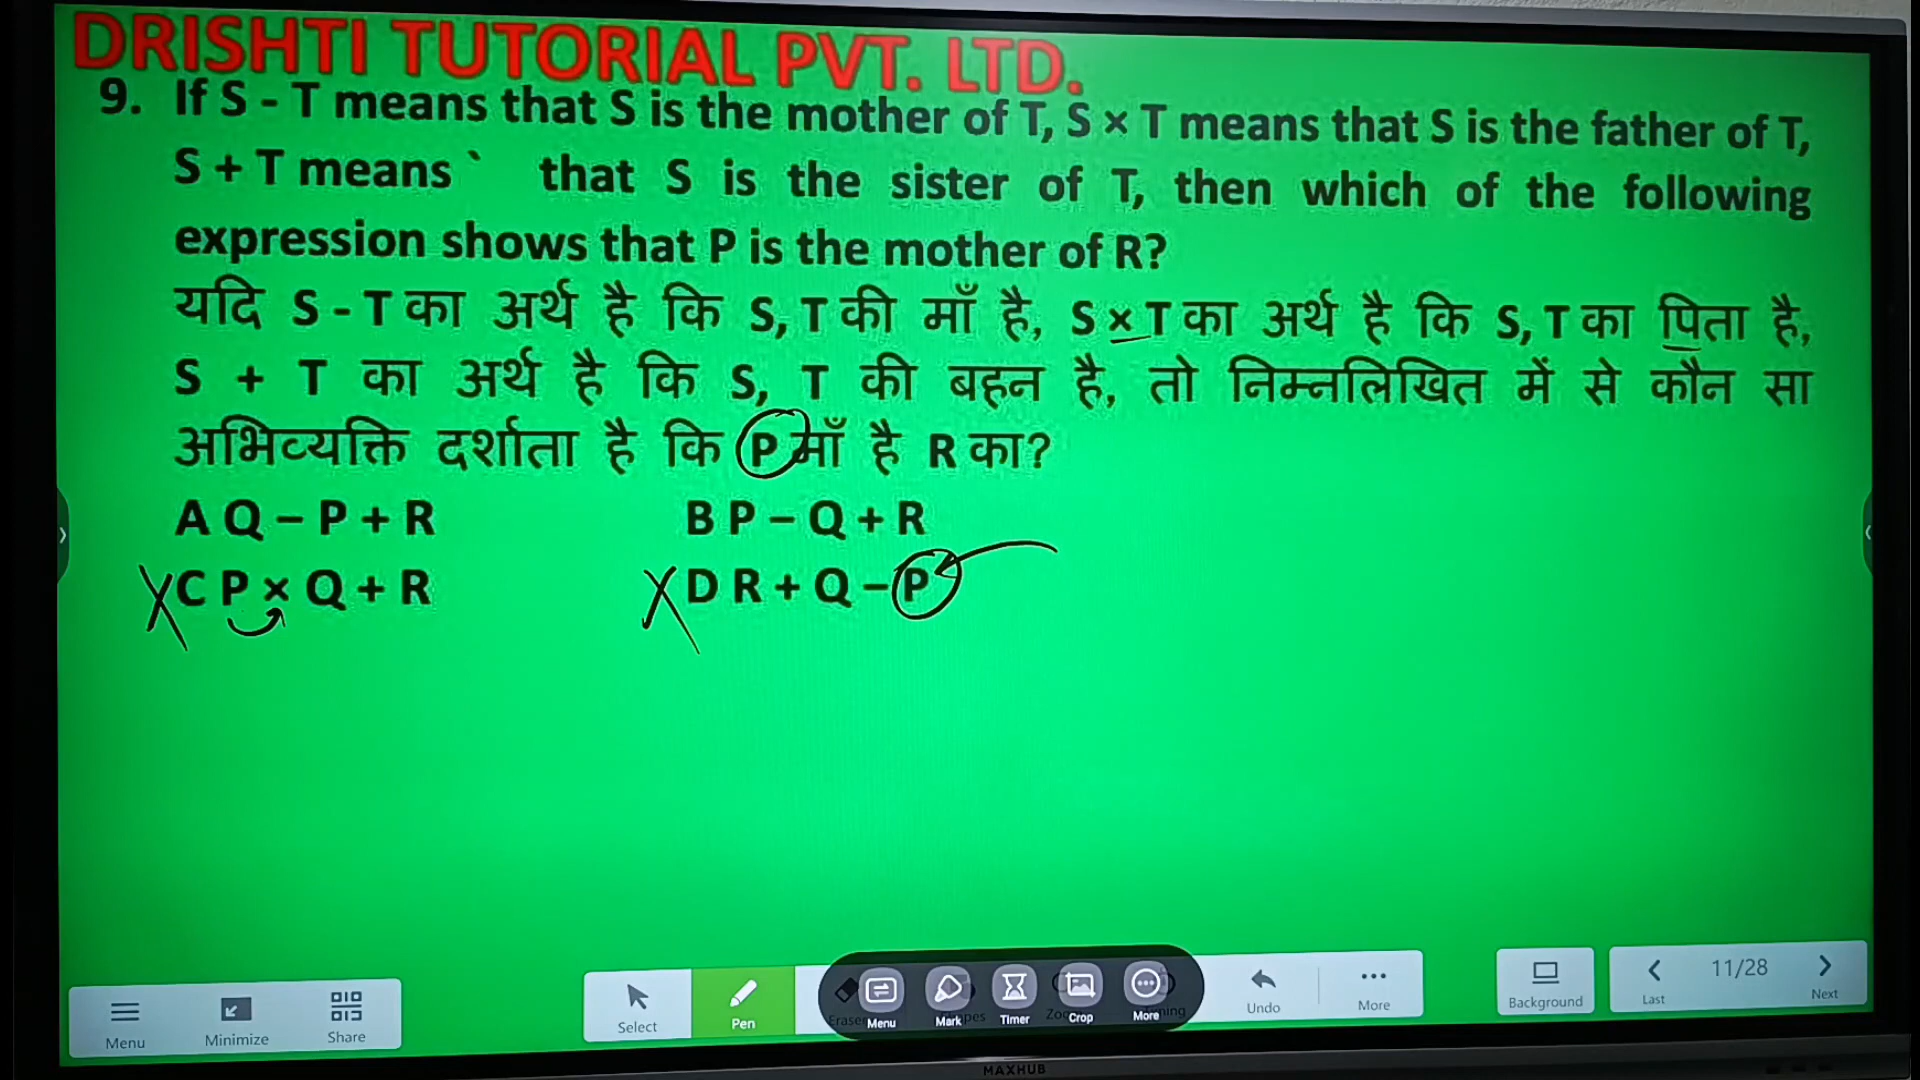 DRISHTI TUTORIAL PVT. LTD.
9. If S - T means that S is the mother of T, S × T means that S is the father of T,
S + T means ` that S is the sister of T, then which of the following
expression shows that P is the mother of R?
यदि S - T का अर्थ है कि S, T की माँ है, S × T का अर्थ है कि S, T का पिता है,
S + T का अर्थ है कि S, T की बहन है, तो निम्नलिखित में से कौन सा
अभिव्यक्ति दर्शाता है कि P माँ है R का?
A Q – P + R B P – Q + R
X C P × Q + R X D R + Q – P
Menu Minimize Share Select Pen Eraser Menu Mark Timer Crop More Undo More Background Last 11/28 Next
MAXHUB